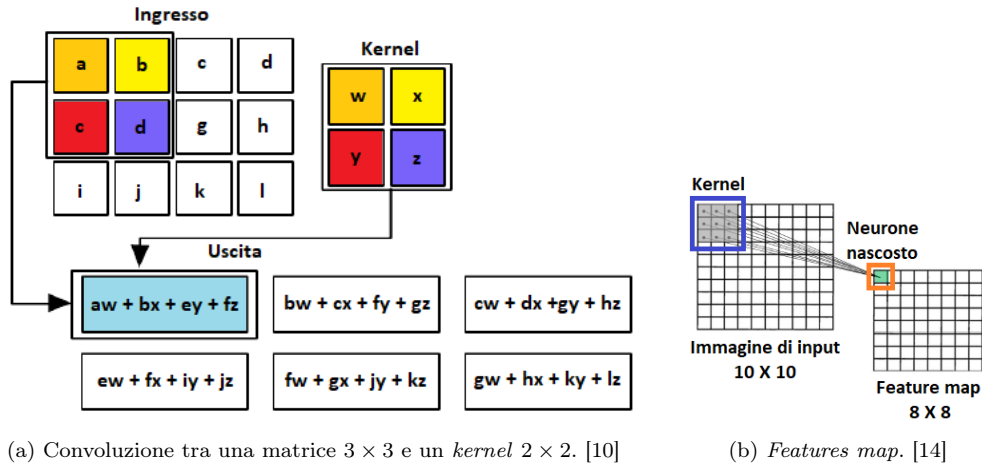 Ingresso
a b c d
c d g h
i j k l
Kernel
w x
y z
Uscita
aw + bx + ey + fz bw + cx + fy + gz cw + dx +gy + hz
ew + fx + iy + jz fw + gx + jy + kz gw + hx + ky + lz
(a) Convoluzione tra una matrice 3 × 3 e un kernel 2 × 2. [10]
Kernel
Neurone
nascosto
Immagine di input
10 X 10
Feature map
8 X 8
(b) Features map. [14]